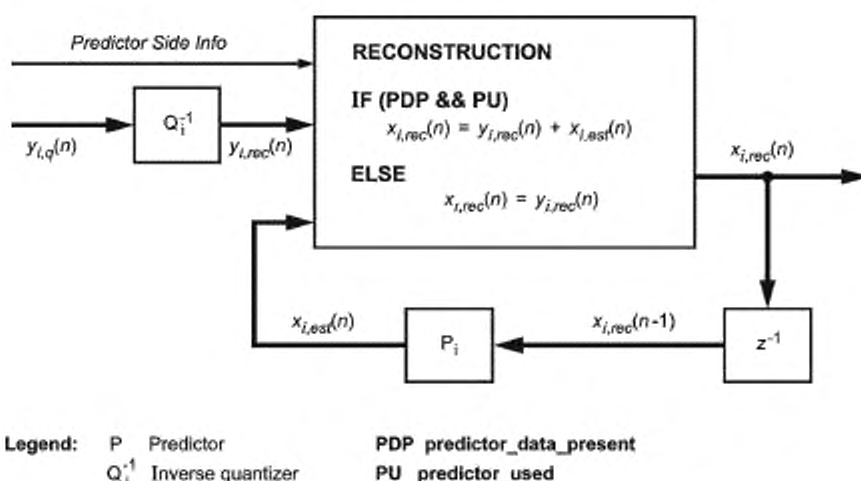 Predictor Side Info
RECONSTRUCTION
IF (PDP && PU)
x_{i,rec}(n) = y_{i,rec}(n) + x_{i,est}(n)
ELSE
x_{i,rec}(n) = y_{i,rec}(n)
Q_i^{-1}
y_{i,q}(n)
y_{i,rec}(n)
x_{i,rec}(n)
x_{i,est}(n)
P_i
x_{i,rec}(n-1)
z^{-1}
Legend: P Predictor PDP predictor_data_present
Q_i^{-1} Inverse quantizer PU predictor_used